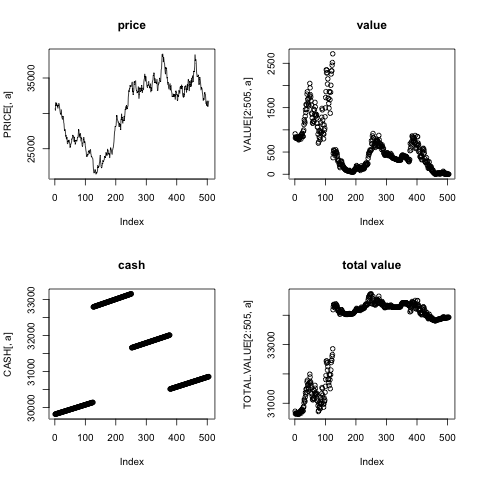 price
PRICE[, a]
25000
35000
0 100 200 300 400 500
Index
value
VALUE[2:505, a]
0 500 1500 2500
0 100 200 300 400 500
Index
cash
CASH[, a]
30000 31000 32000 33000
0 100 200 300 400 500
Index
total value
TOTAL.VALUE[2:505, a]
31000 33000
0 100 200 300 400 500
Index